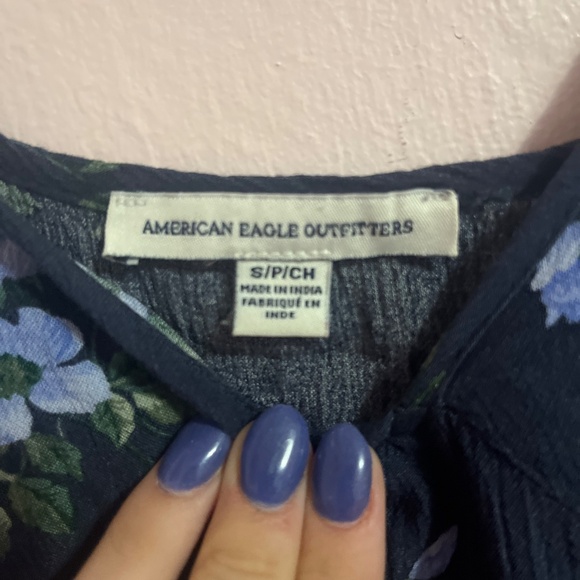 AMERICAN EAGLE OUTFITTERS
S/P/CH
MADE IN INDIA
FABRIQUÉ EN
INDE